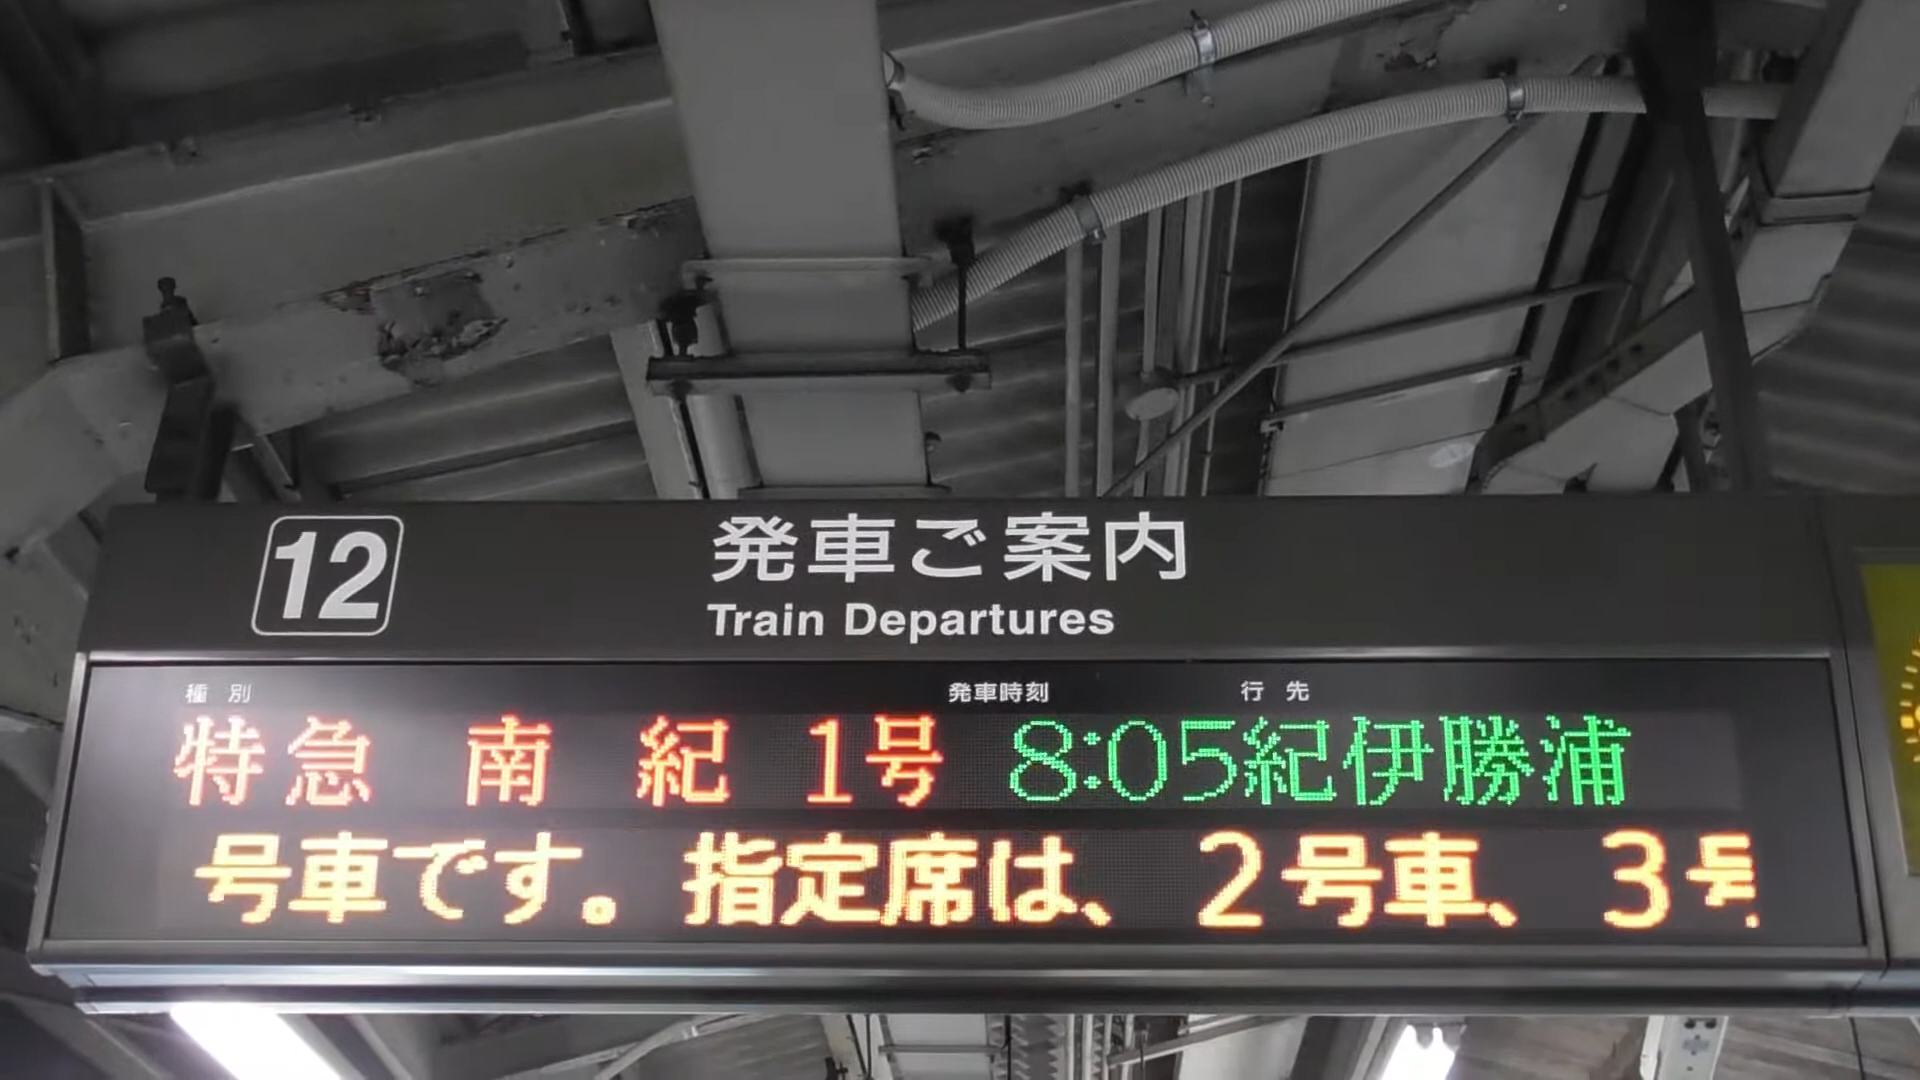 12
発車ご案内
Train Departures
種別 発車時刻 行先
特急 南紀 1号 8:05 紀伊勝浦
号車です。指定席は、2号車、3号